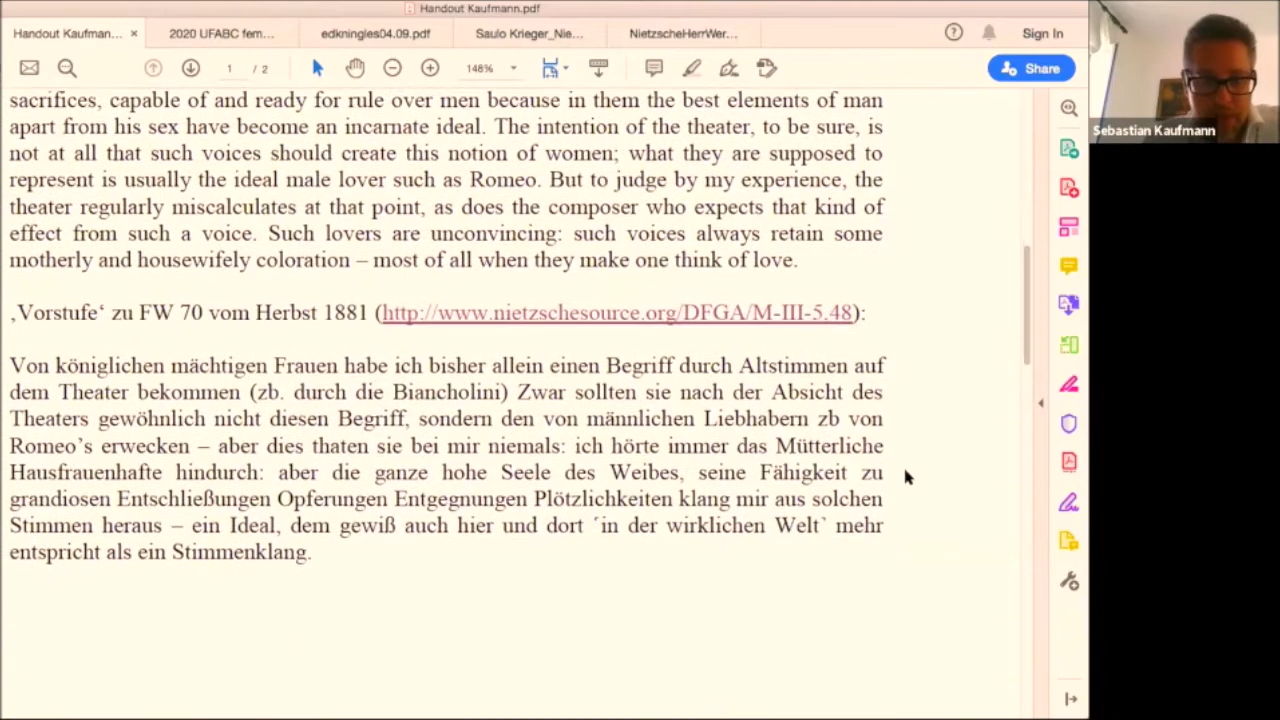 Handout Kaufmann.pdf
Handout Kaufman... ×
2020 UFABC fem...
edkningles04.09.pdf
Saulo Krieger_Nie...
NietzscheHerrWer...
Sign In
1 / 2
148%
Share
Sebastian Kaufmann
sacrifices, capable of and ready for rule over men because in them the best elements of man
apart from his sex have become an incarnate ideal. The intention of the theater, to be sure, is
not at all that such voices should create this notion of women; what they are supposed to
represent is usually the ideal male lover such as Romeo. But to judge by my experience, the
theater regularly miscalculates at that point, as does the composer who expects that kind of
effect from such a voice. Such lovers are unconvincing: such voices always retain some
motherly and housewifely coloration – most of all when they make one think of love.
‚Vorstufe‘ zu FW 70 vom Herbst 1881 (http://www.nietzschesource.org/DFGA/M-III-5,48):
Von königlichen mächtigen Frauen habe ich bisher allein einen Begriff durch Altstimmen auf
dem Theater bekommen (zb. durch die Biancholini) Zwar sollten sie nach der Absicht des
Theaters gewöhnlich nicht diesen Begriff, sondern den von männlichen Liebhabern zb von
Romeo’s erwecken – aber dies thaten sie bei mir niemals: ich hörte immer das Mütterliche
Hausfrauenhafte hindurch: aber die ganze hohe Seele des Weibes, seine Fähigkeit zu
grandiosen Entschließungen Opferungen Entgegnungen Plötzlichkeiten klang mir aus solchen
Stimmen heraus – ein Ideal, dem gewiß auch hier und dort ´in der wirklichen Welt` mehr
entspricht als ein Stimmenklang.